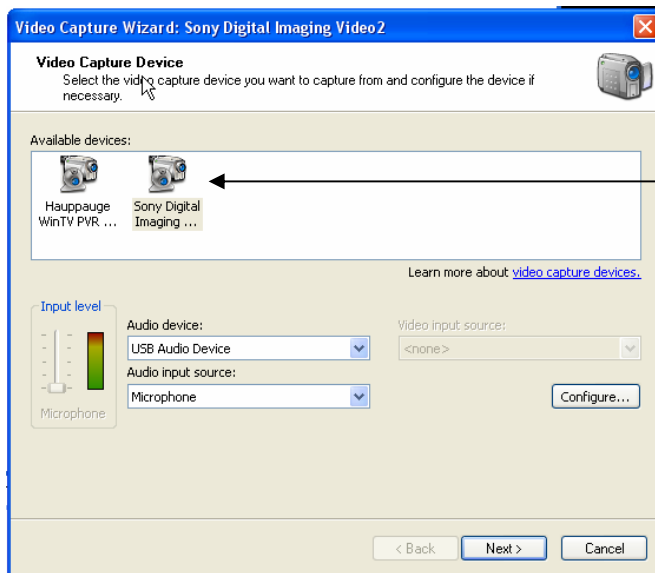 Video Capture Wizard: Sony Digital Imaging Video2
Video Capture Device
Select the video capture device you want to capture from and configure the device if
necessary.
Available devices:
Hauppauge
WinTV PVR ...
Sony Digital
Imaging ...
Learn more about video capture devices.
Input level
Microphone
Audio device:
USB Audio Device
Audio input source:
Microphone
Video input source:
<none>
Configure...
< Back
Next >
Cancel